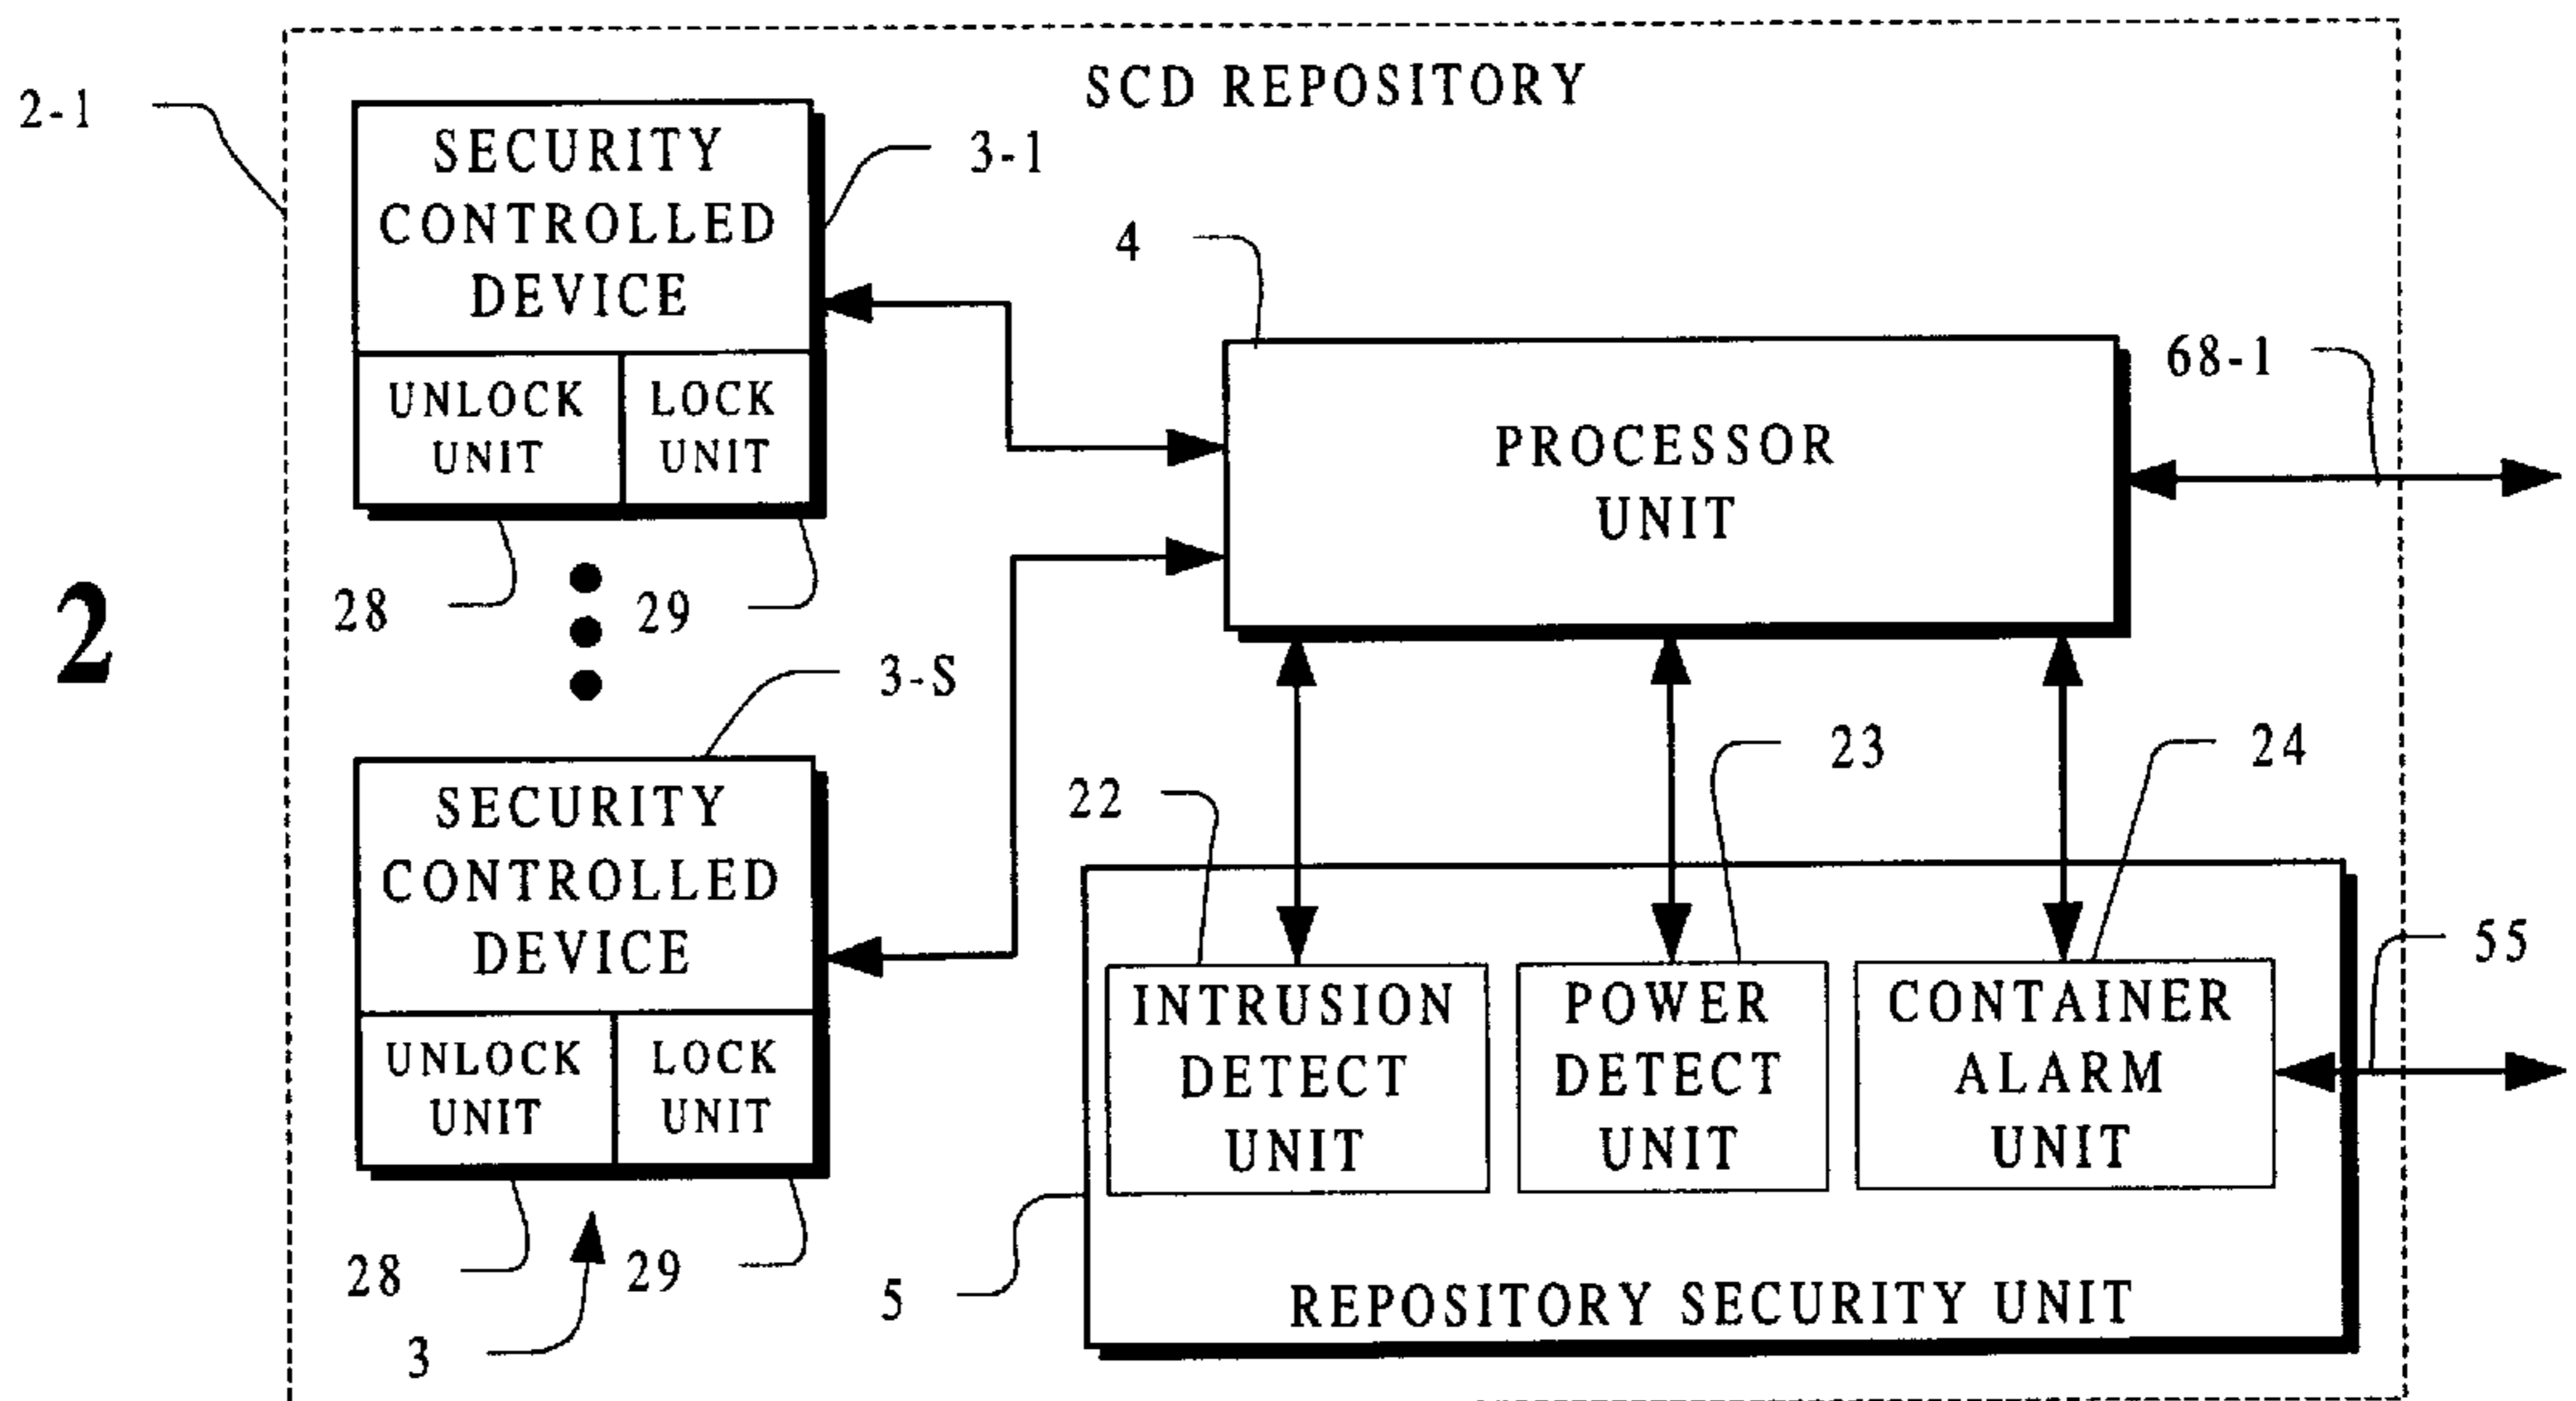 SCD REPOSITORY
2-1
SECURITY
CONTROLLED
DEVICE
3-1
UNLOCK
UNIT
LOCK
UNIT
28
29
4
PROCESSOR
UNIT
68-1
2
3-S
SECURITY
CONTROLLED
DEVICE
UNLOCK
UNIT
LOCK
UNIT
28
29
3
22
23
24
55
INTRUSION
DETECT
UNIT
POWER
DETECT
UNIT
CONTAINER
ALARM
UNIT
5
REPOSITORY SECURITY UNIT